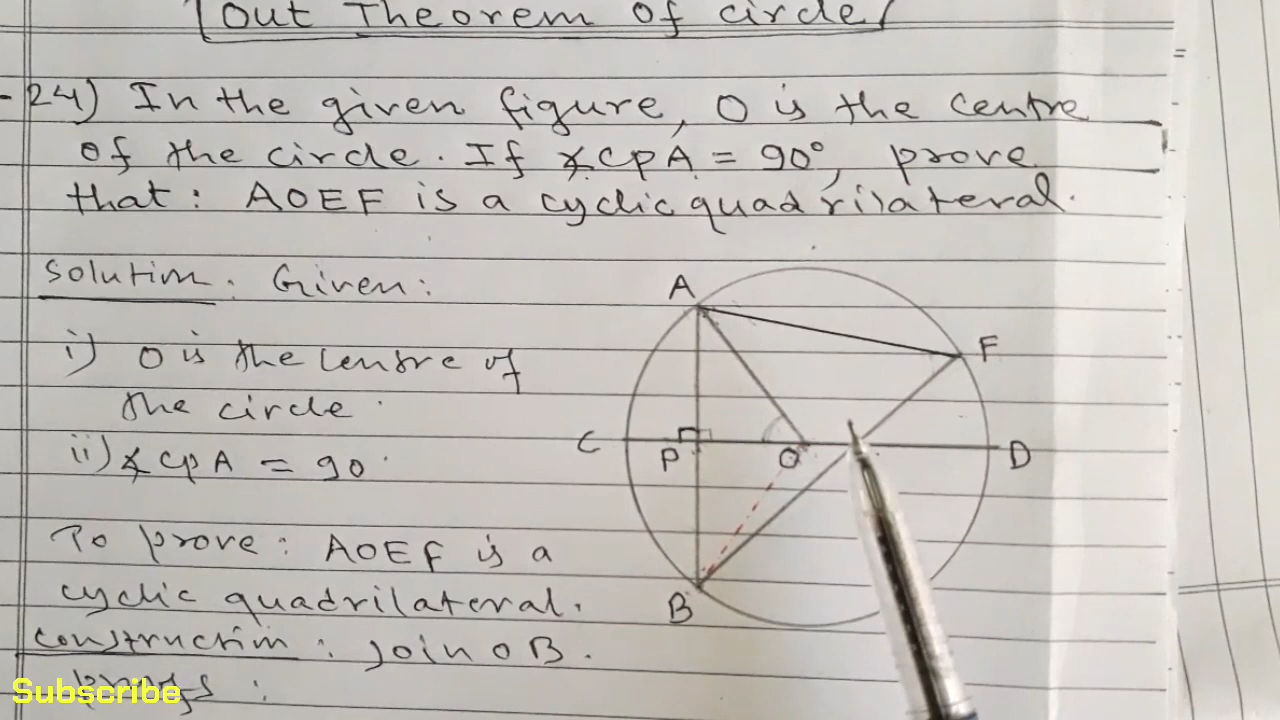 Out Theorem of circle
24) In the given figure, O is the centre
of the circle. If ∡CPA = 90°, prove
that : AOEF is a cyclic quadrilateral.
Solution : Given :
i) O is the centre of
the circle.
ii) ∡CPA = 90°
To prove : AOEF is a
cyclic quadrilateral.
Construction : Join OB.
Subscribe
A
F
C
P
O
D
B